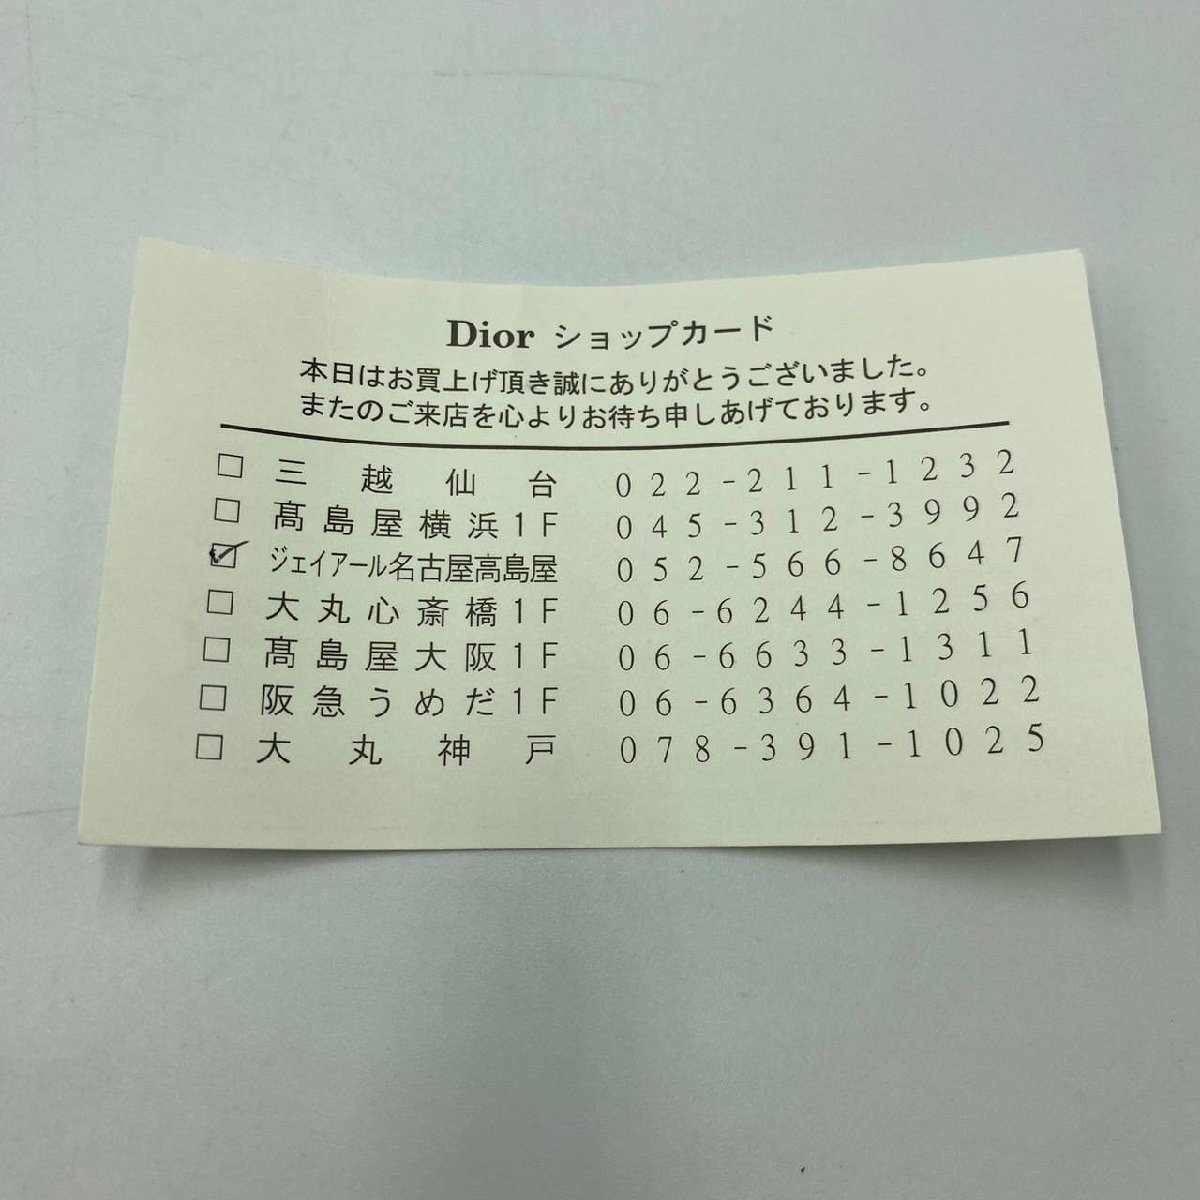 Dior ショップカード
本日はお買上げ頂き誠にありがとうございました。
またのご来店を心よりお待ち申しあげております。
□ 三越仙台 022-211-1232
□ 髙島屋横浜1F 045-312-3992
☑ ジェイアール名古屋高島屋 052-566-8647
□ 大丸心斎橋1F 06-6244-1256
□ 髙島屋大阪1F 06-6633-1311
□ 阪急うめだ1F 06-6364-1022
□ 大丸神戸 078-391-1025